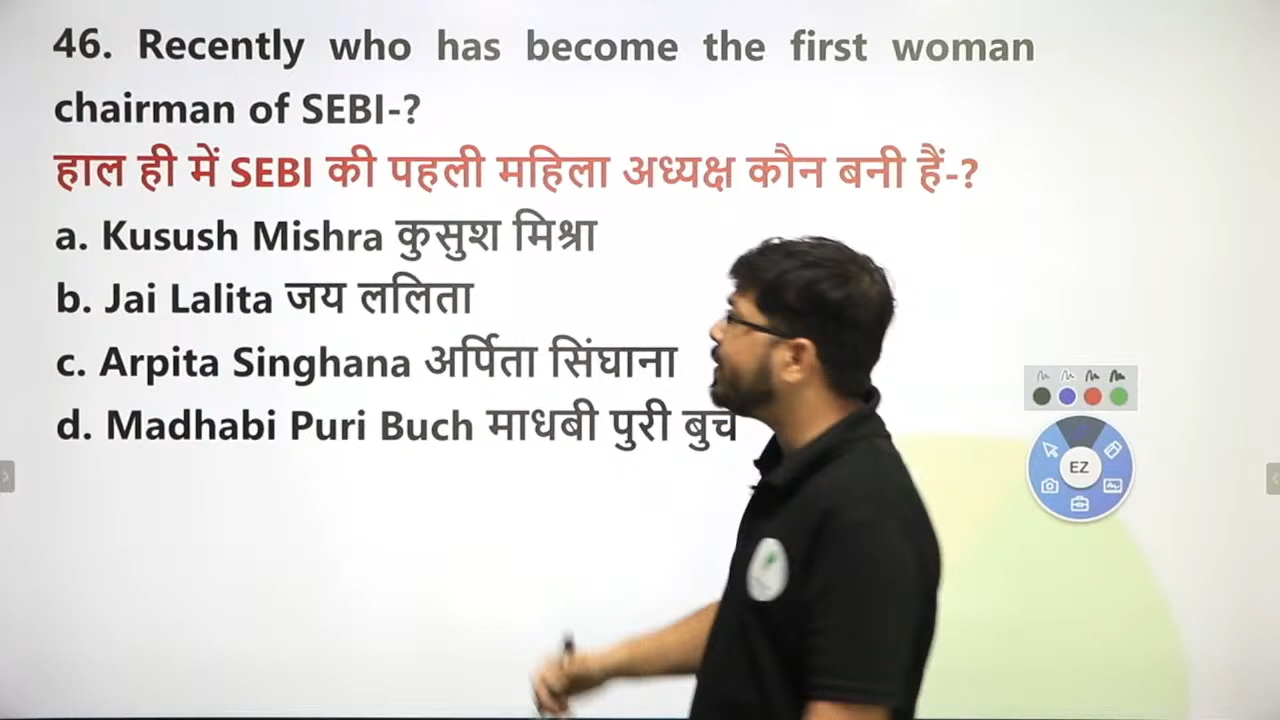 46. Recently who has become the first woman
chairman of SEBI-?
हाल ही में SEBI की पहली महिला अध्यक्ष कौन बनी हैं-?
a. Kusush Mishra कुसुश मिश्रा
b. Jai Lalita जय ललिता
c. Arpita Singhana अर्पिता सिंघाना
d. Madhabi Puri Buch माधबी पुरी बुच
EZ